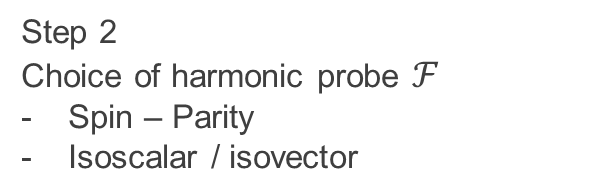 Step 2
Choice of harmonic probe ℱ
- Spin – Parity
- Isoscalar / isovector